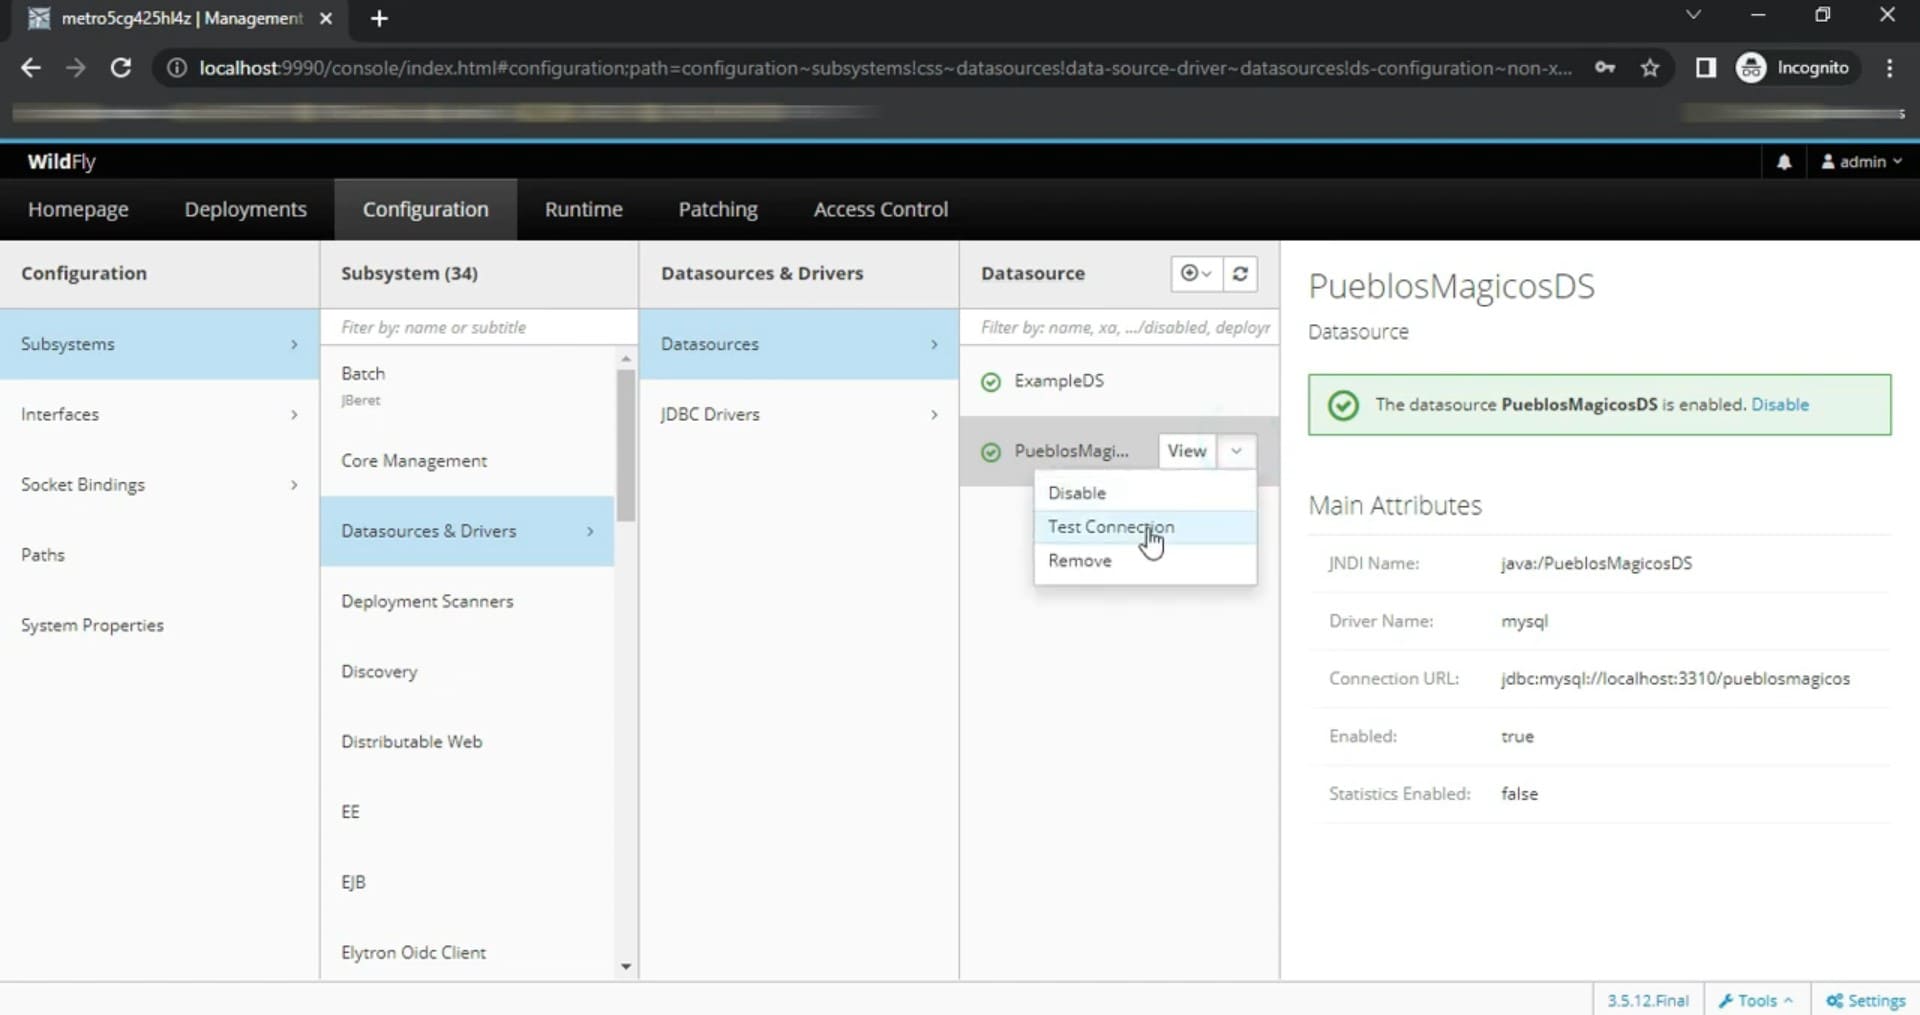 metro5cg425hl4z | Management
localhost:9990/console/index.html#configuration;path=configuration~subsystems!css~datasources!data-source-driver~datasources!ds-configuration~non-x...
Incognito
s
WildFly
admin
Homepage
Deployments
Configuration
Runtime
Patching
Access Control
Configuration
Subsystems
Interfaces
Socket Bindings
Paths
System Properties
Subsystem (34)
Fiter by: name or subtitle
Batch
JBeret
Core Management
Datasources & Drivers
Deployment Scanners
Discovery
Distributable Web
EE
EJB
Elytron Oidc Client
Datasources & Drivers
Datasources
JDBC Drivers
Datasource
Filter by: name, xa, .../disabled, deployr
ExampleDS
PueblosMagi... View
Disable
Test Connection
Remove
PueblosMagicosDS
Datasource
The datasource PueblosMagicosDS is enabled. Disable
Main Attributes
JNDI Name: java:/PueblosMagicosDS
Driver Name: mysql
Connection URL: jdbc:mysql://localhost:3310/pueblosmagicos
Enabled: true
Statistics Enabled: false
3.5.12.Final
Tools
Settings